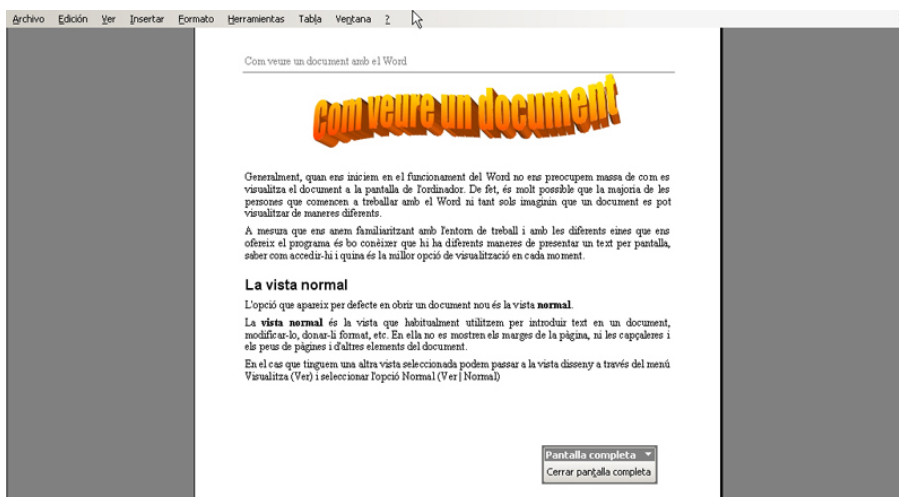 Archivo Edición Ver Insertar Formato Herramientas Tabla Ventana ?
Com veure un document amb el Word
Com veure un document
Generalment, quan ens iniciem en el funcionament del Word no ens preocupem massa de com es
visualitza el document a la pantalla de l'ordinador. De fet, és molt possible que la majoria de les
persones que comencen a treballar amb el Word ni tant sols imaginin que un document es pot
visualitzar de maneres diferents.
A mesura que ens anem familiaritzant amb l'entorn de treball i amb les diferents eines que ens
ofereix el programa és bo conèixer que hi ha diferents maneres de presentar un text per pantalla,
saber com accedir-hi i quina és la millor opció de visualització en cada moment.
La vista normal
L'opció que apareix per defecte en obrir un document nou és la vista normal.
La vista normal és la vista que habitualment utilitzem per introduir text en un document,
modificar-lo, donar-li format, etc. En ella no es mostren els marges de la pàgina, ni les capçaleres i
els peus de pàgines i d'altres elements del document.
En el cas que tinguem una altra vista seleccionada podem passar a la vista disseny a través del menú
Visualitza (Ver) i seleccionar l'opció Normal (Ver | Normal)
Pantalla completa
Cerrar pantalla completa